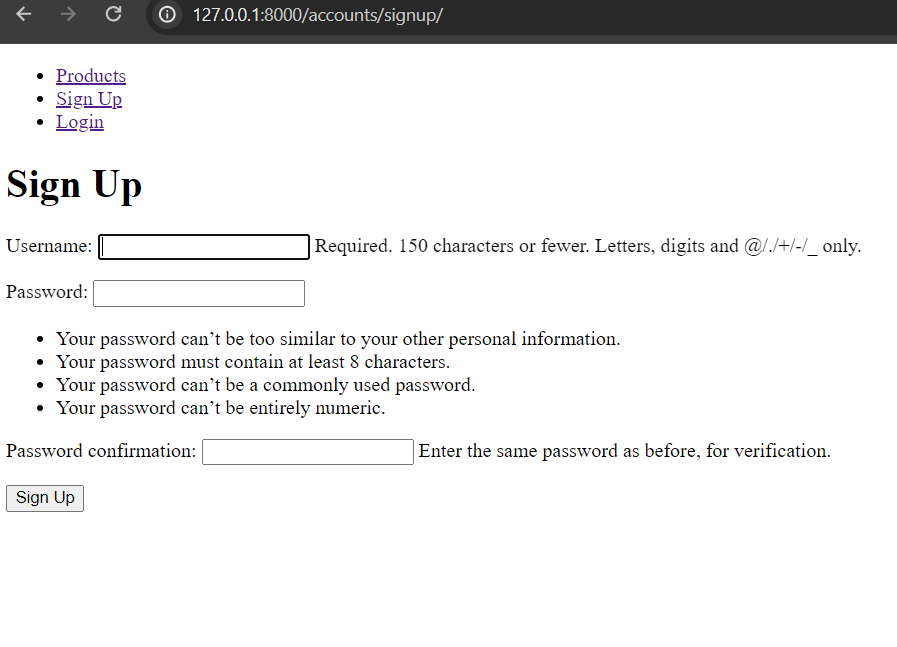 127.0.0.1:8000/accounts/signup/
Products
Sign Up
Login
Sign Up
Username: Required. 150 characters or fewer. Letters, digits and @/./+/-/_ only.
Password:
Your password can’t be too similar to your other personal information.
Your password must contain at least 8 characters.
Your password can’t be a commonly used password.
Your password can’t be entirely numeric.
Password confirmation: Enter the same password as before, for verification.
Sign Up